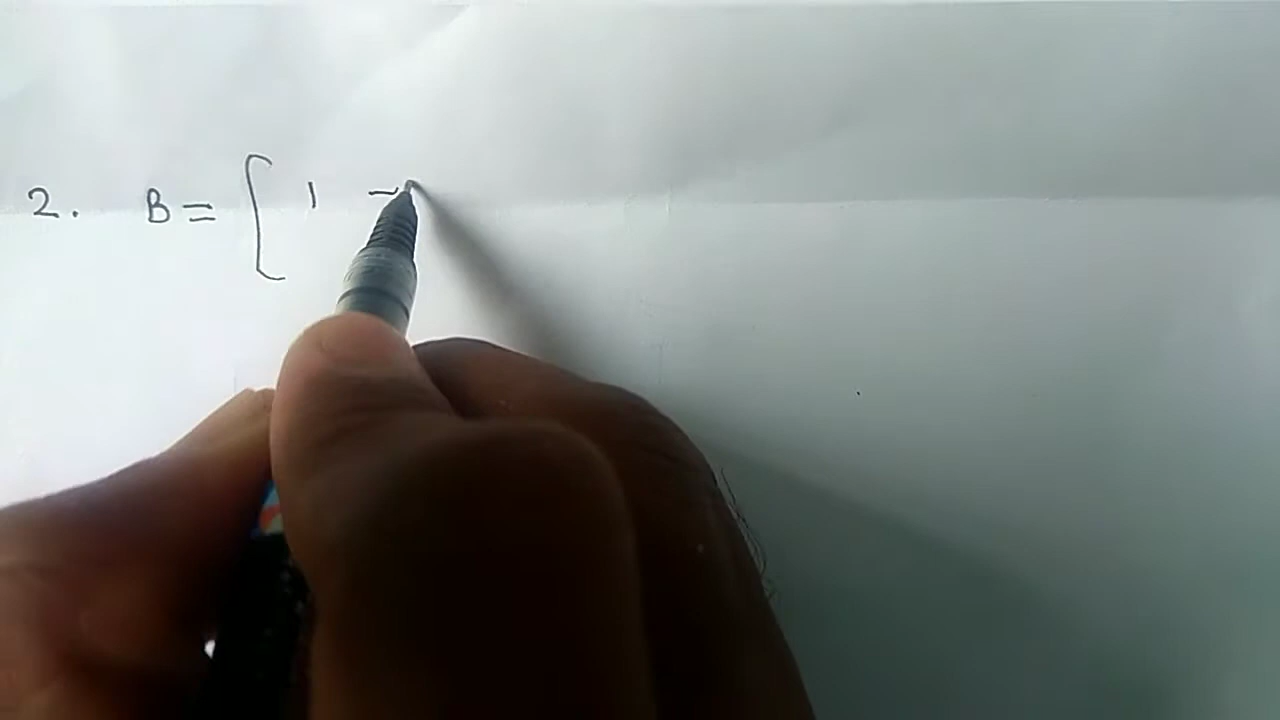 2. B = [ 1 -